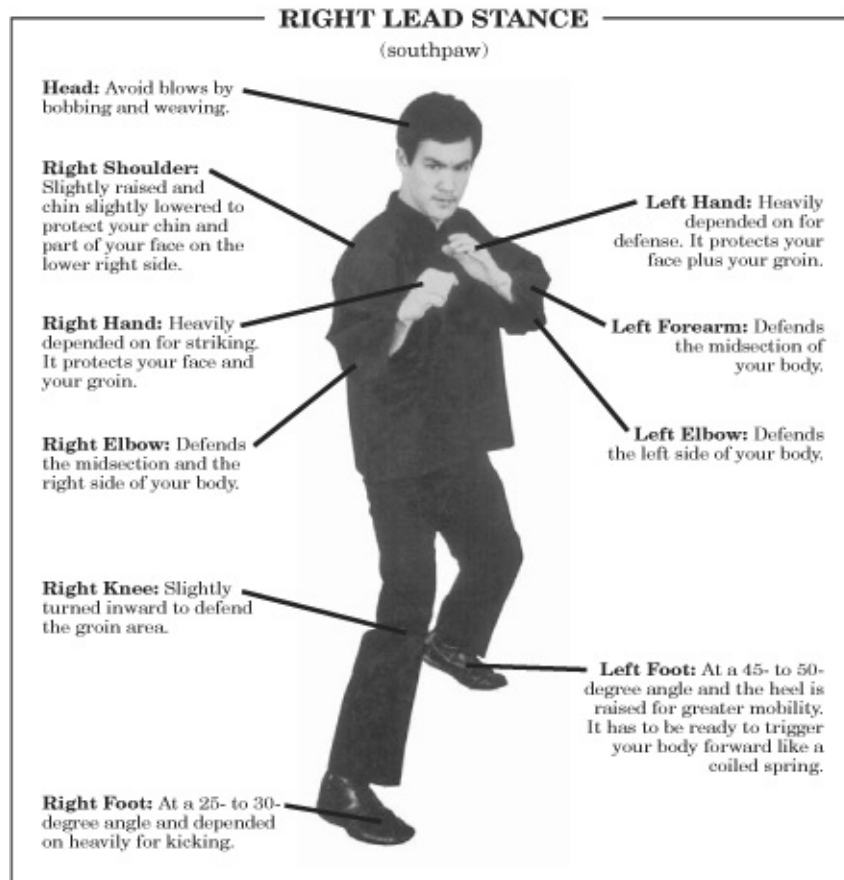 RIGHT LEAD STANCE
(southpaw)
Head: Avoid blows by
bobbing and weaving.
Right Shoulder:
Slightly raised and
chin slightly lowered to
protect your chin and
part of your face on the
lower right side.
Left Hand: Heavily
depended on for
defense. It protects your
face plus your groin.
Right Hand: Heavily
depended on for striking.
It protects your face and
your groin.
Left Forearm: Defends
the midsection of
your body.
Right Elbow: Defends
the midsection and the
right side of your body.
Left Elbow: Defends
the left side of your body.
Right Knee: Slightly
turned inward to defend
the groin area.
Left Foot: At a 45- to 50-
degree angle and the heel is
raised for greater mobility.
It has to be ready to trigger
your body forward like a
coiled spring.
Right Foot: At a 25- to 30-
degree angle and depended
on heavily for kicking.